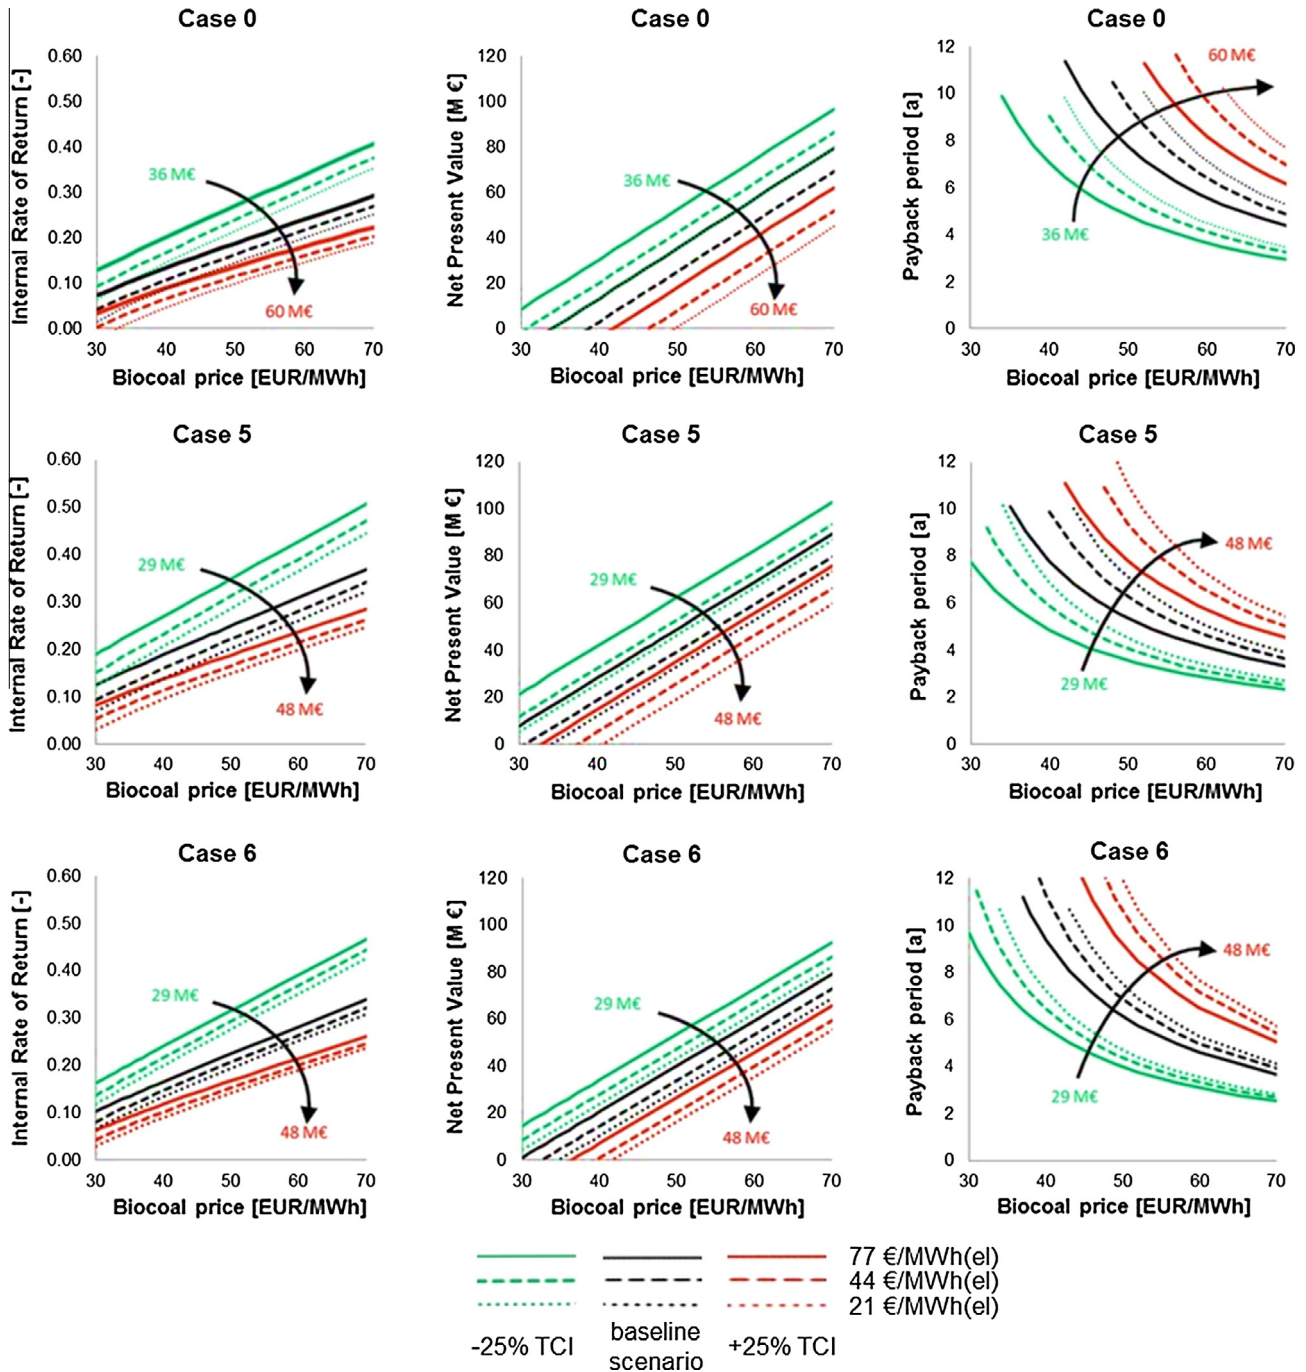 Case 0
Case 0
Case 0
Internal Rate of Return [-]
0.60
0.50
0.40
0.30
0.20
0.10
0.00
36 M€
60 M€
30 40 50 60 70
Biocoal price [EUR/MWh]
Net Present Value [M €]
120
100
80
60
40
20
0
36 M€
60 M€
30 40 50 60 70
Biocoal price [EUR/MWh]
Payback period [a]
12
10
8
6
4
2
0
60 M€
36 M€
30 40 50 60 70
Biocoal price [EUR/MWh]
Case 5
Case 5
Case 5
Internal Rate of Return [-]
0.60
0.50
0.40
0.30
0.20
0.10
0.00
29 M€
48 M€
30 40 50 60 70
Biocoal price [EUR/MWh]
Net Present Value [M €]
120
100
80
60
40
20
0
29 M€
48 M€
30 40 50 60 70
Biocoal price [EUR/MWh]
Payback period [a]
12
10
8
6
4
2
0
48 M€
29 M€
30 40 50 60 70
Biocoal price [EUR/MWh]
Case 6
Case 6
Case 6
Internal Rate of Return [-]
0.60
0.50
0.40
0.30
0.20
0.10
0.00
29 M€
48 M€
30 40 50 60 70
Biocoal price [EUR/MWh]
Net Present Value [M €]
120
100
80
60
40
20
0
29 M€
48 M€
30 40 50 60 70
Biocoal price [EUR/MWh]
Payback period [a]
12
10
8
6
4
2
0
48 M€
29 M€
30 40 50 60 70
Biocoal price [EUR/MWh]
77 €/MWh(el)
44 €/MWh(el)
21 €/MWh(el)
-25% TCI
baseline
scenario
+25% TCI